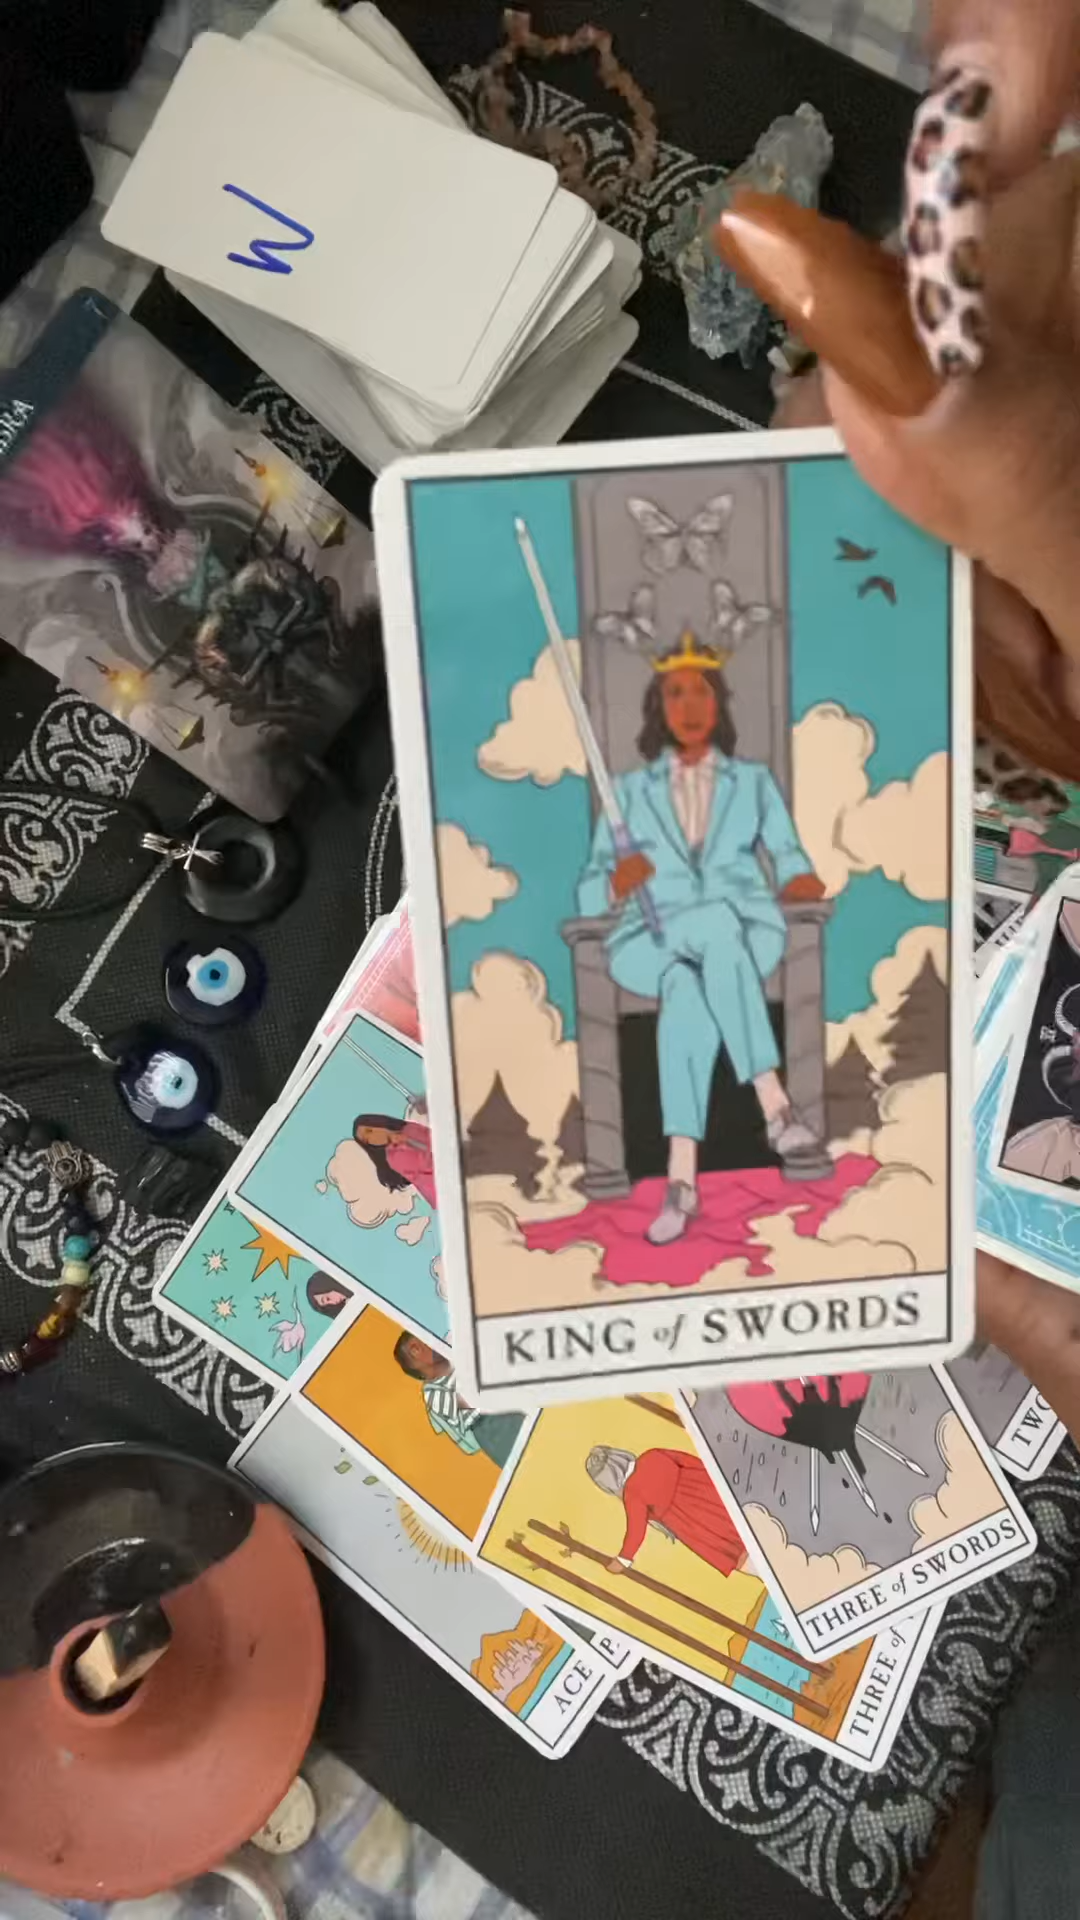 KING of SWORDS
THREE of SWORDS
THREE of
ACE
P.
TWO